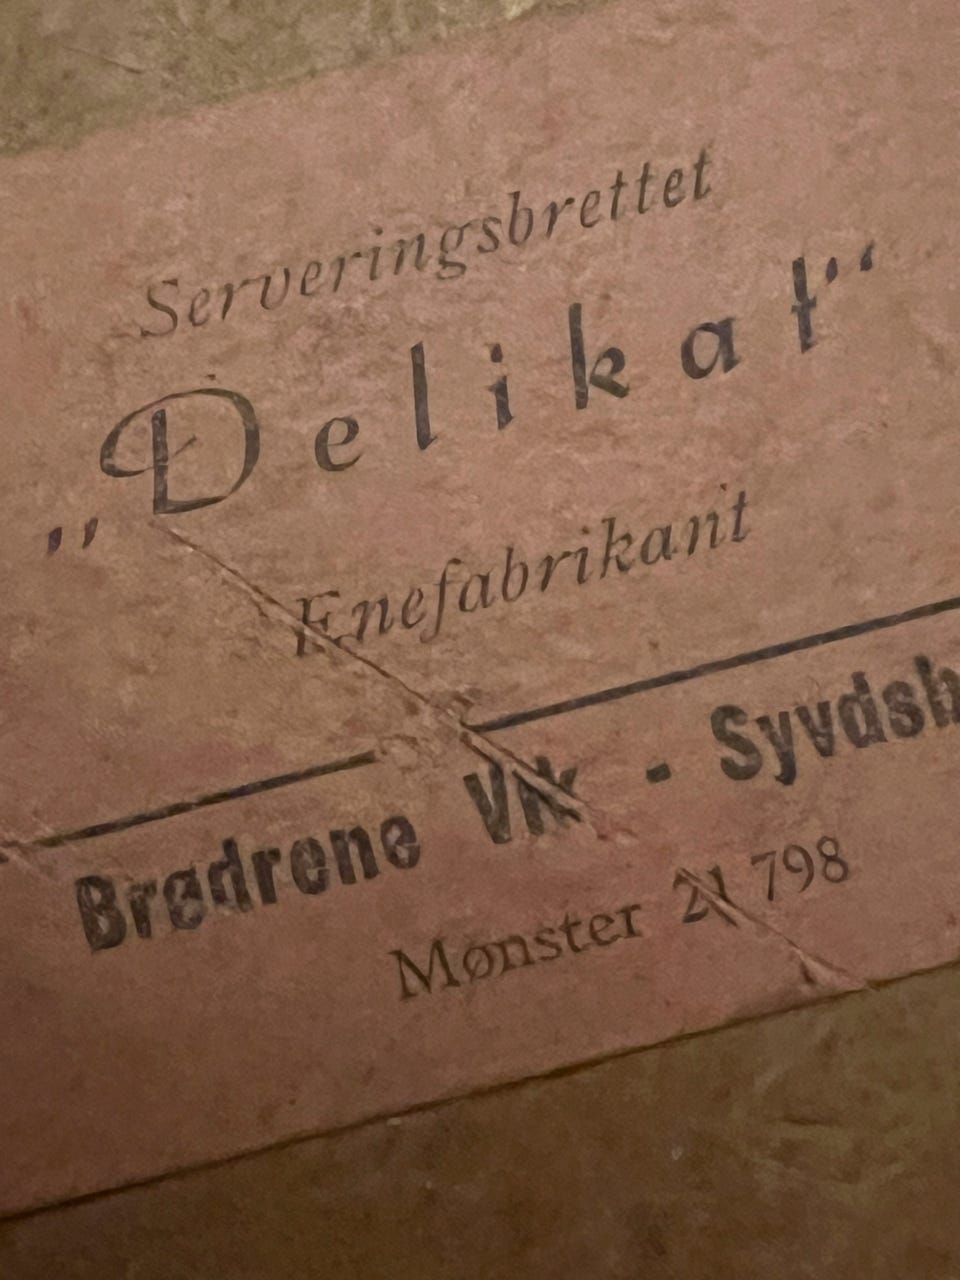 Serveringsbrettet
„Delikat“
Enefabrikant
Brødrene Vik - Syvdsb
Mønster 21 798